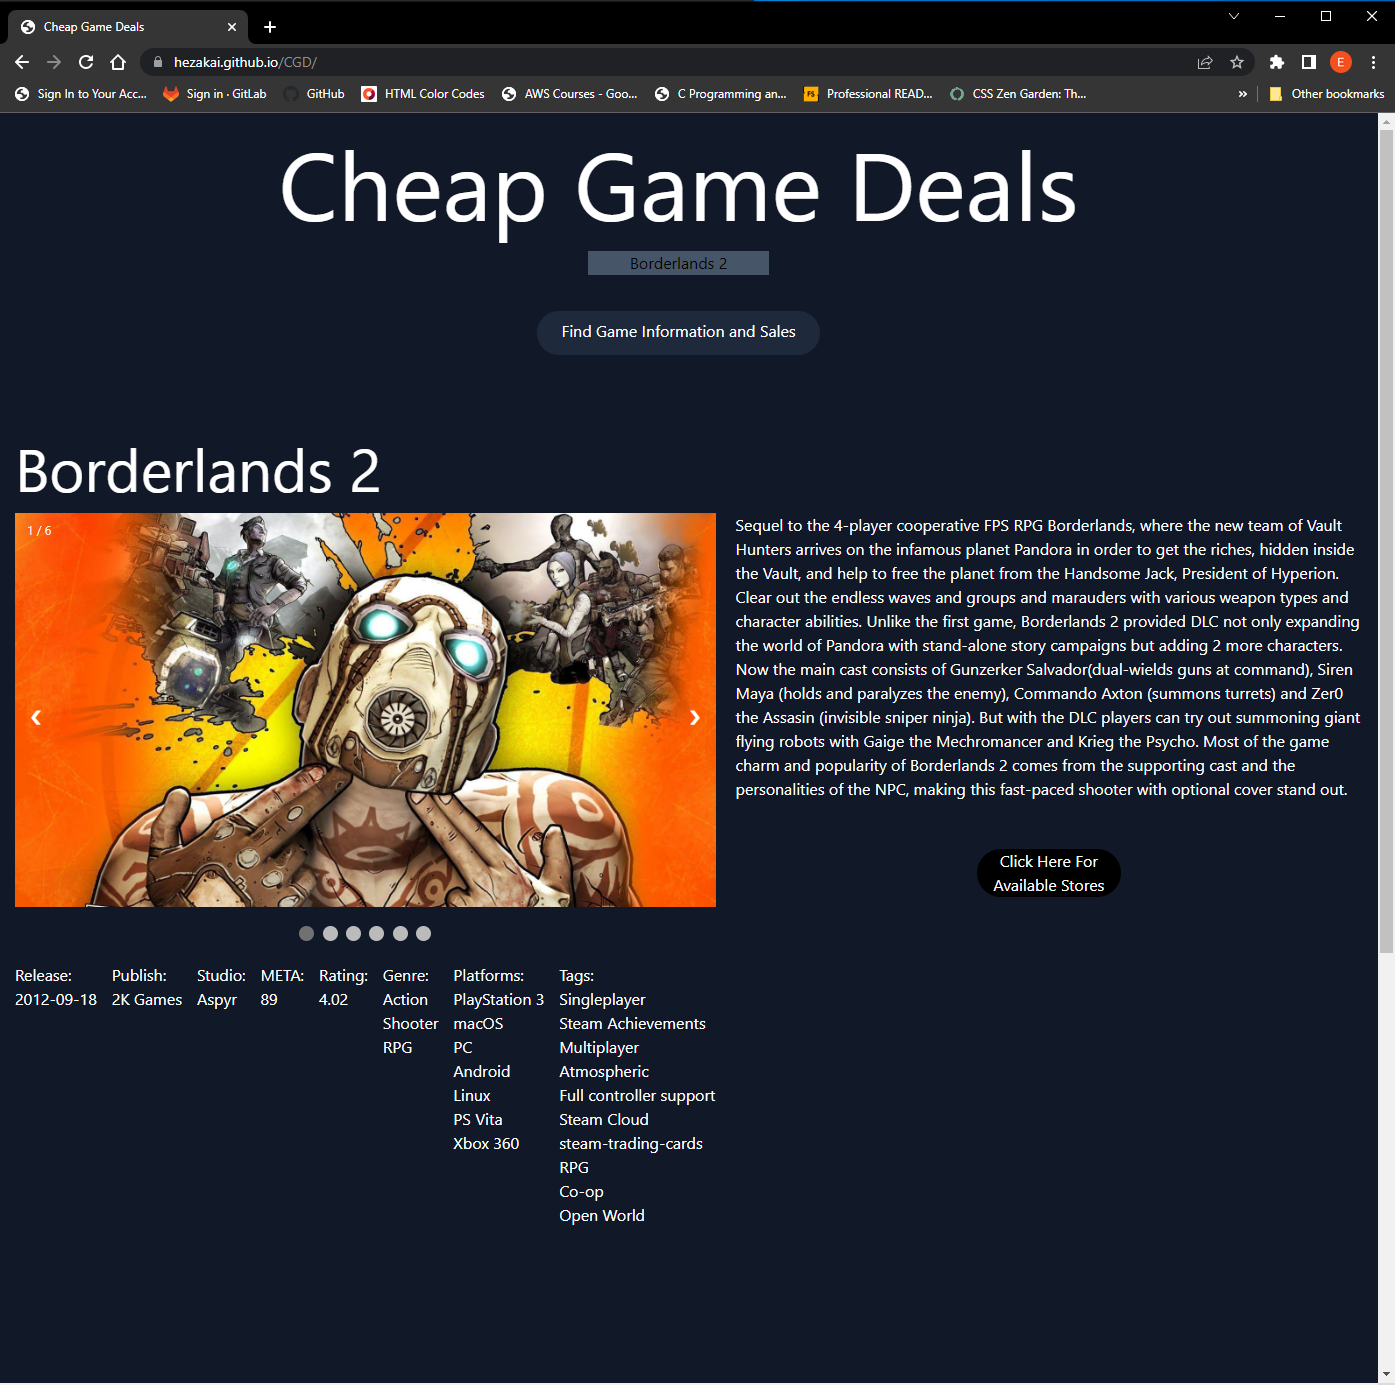 Cheap Game Deals
hezakai.github.io/CGD/
E
Sign In to Your Acc...
Sign in · GitLab
GitHub
HTML Color Codes
AWS Courses - Goo...
C Programming an...
FS
Professional READ...
CSS Zen Garden: Th...
»
Other bookmarks
Cheap Game Deals
Borderlands 2
Find Game Information and Sales
Borderlands 2
1 / 6
Sequel to the 4-player cooperative FPS RPG Borderlands, where the new team of Vault
Hunters arrives on the infamous planet Pandora in order to get the riches, hidden inside
the Vault, and help to free the planet from the Handsome Jack, President of Hyperion.
Clear out the endless waves and groups and marauders with various weapon types and
character abilities. Unlike the first game, Borderlands 2 provided DLC not only expanding
the world of Pandora with stand-alone story campaigns but adding 2 more characters.
Now the main cast consists of Gunzerker Salvador(dual-wields guns at command), Siren
Maya (holds and paralyzes the enemy), Commando Axton (summons turrets) and Zer0
the Assasin (invisible sniper ninja). But with the DLC players can try out summoning giant
flying robots with Gaige the Mechromancer and Krieg the Psycho. Most of the game
charm and popularity of Borderlands 2 comes from the supporting cast and the
personalities of the NPC, making this fast-paced shooter with optional cover stand out.
Click Here For
Available Stores
Release:
2012-09-18
Publish:
2K Games
Studio:
Aspyr
META:
89
Rating:
4.02
Genre:
Action
Shooter
RPG
Platforms:
PlayStation 3
macOS
PC
Android
Linux
PS Vita
Xbox 360
Tags:
Singleplayer
Steam Achievements
Multiplayer
Atmospheric
Full controller support
Steam Cloud
steam-trading-cards
RPG
Co-op
Open World